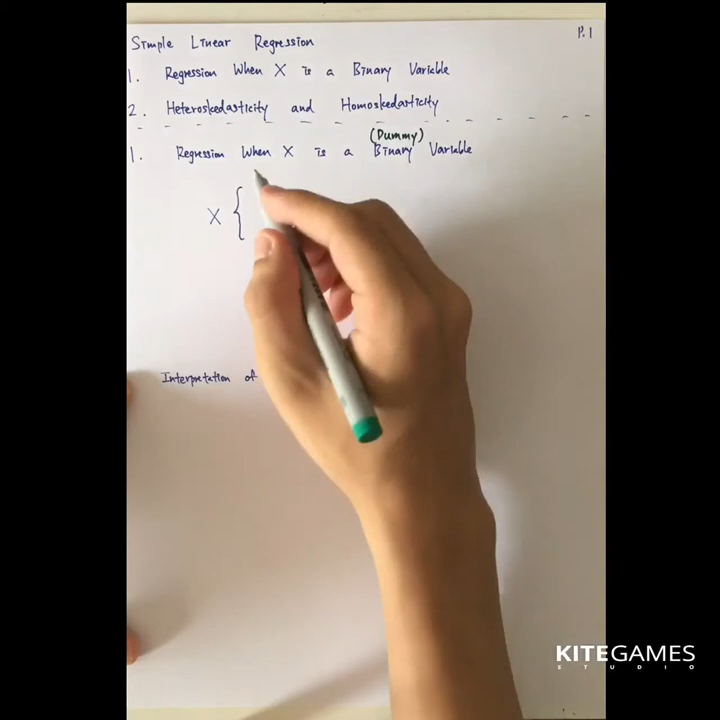 P.1
Simple Linear Regression
1. Regression When X is a Binary Variable
2. Heteroskedasticity and Homoskedasticity
(Dummy)
1. Regression When X is a Binary Variable
X {
Interpretation of
KITEGAMES
STUDIO